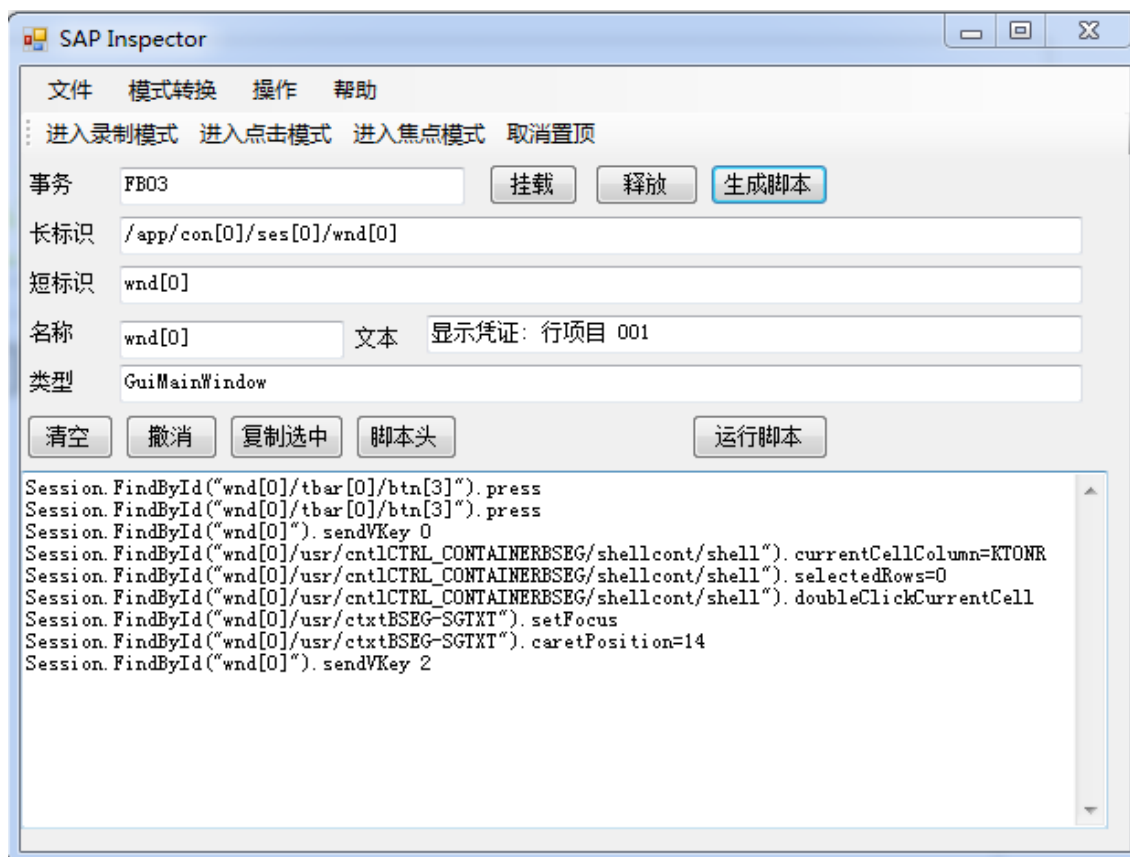 SAP Inspector
文件 模式转换 操作 帮助
进入录制模式 进入点击模式 进入焦点模式 取消置顶
事务 FB03 挂载 释放 生成脚本
长标识 /app/con[0]/ses[0]/wnd[0]
短标识 wnd[0]
名称 wnd[0] 文本 显示凭证: 行项目 001
类型 GuiMainWindow
清空 撤消 复制选中 脚本头 运行脚本
Session.FindById("wnd[0]/tbar[0]/btn[3]").press
Session.FindById("wnd[0]/tbar[0]/btn[3]").press
Session.FindById("wnd[0]").sendVKey 0
Session.FindById("wnd[0]/usr/cntlCTRL_CONTAINERBSEG/shellcont/shell").currentCellColumn=KTONR
Session.FindById("wnd[0]/usr/cntlCTRL_CONTAINERBSEG/shellcont/shell").selectedRows=0
Session.FindById("wnd[0]/usr/cntlCTRL_CONTAINERBSEG/shellcont/shell").doubleClickCurrentCell
Session.FindById("wnd[0]/usr/ctxtBSEG-SGTXT").setFocus
Session.FindById("wnd[0]/usr/ctxtBSEG-SGTXT").caretPosition=14
Session.FindById("wnd[0]").sendVKey 2